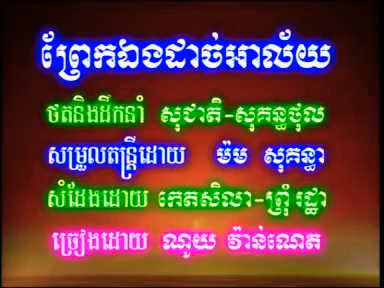 ព្រែកឯងដាច់អាល័យ
ថតនិងដឹកនាំ សុជាតិ-សុគន្ធថុល
សម្រួលតន្ត្រីដោយ ម៉ម សុគន្ធា
សំដែងដោយ កេតសិលា-ព្រុំ រដ្ឋា
ច្រៀងដោយ ណូយ វ៉ាន់ណេត